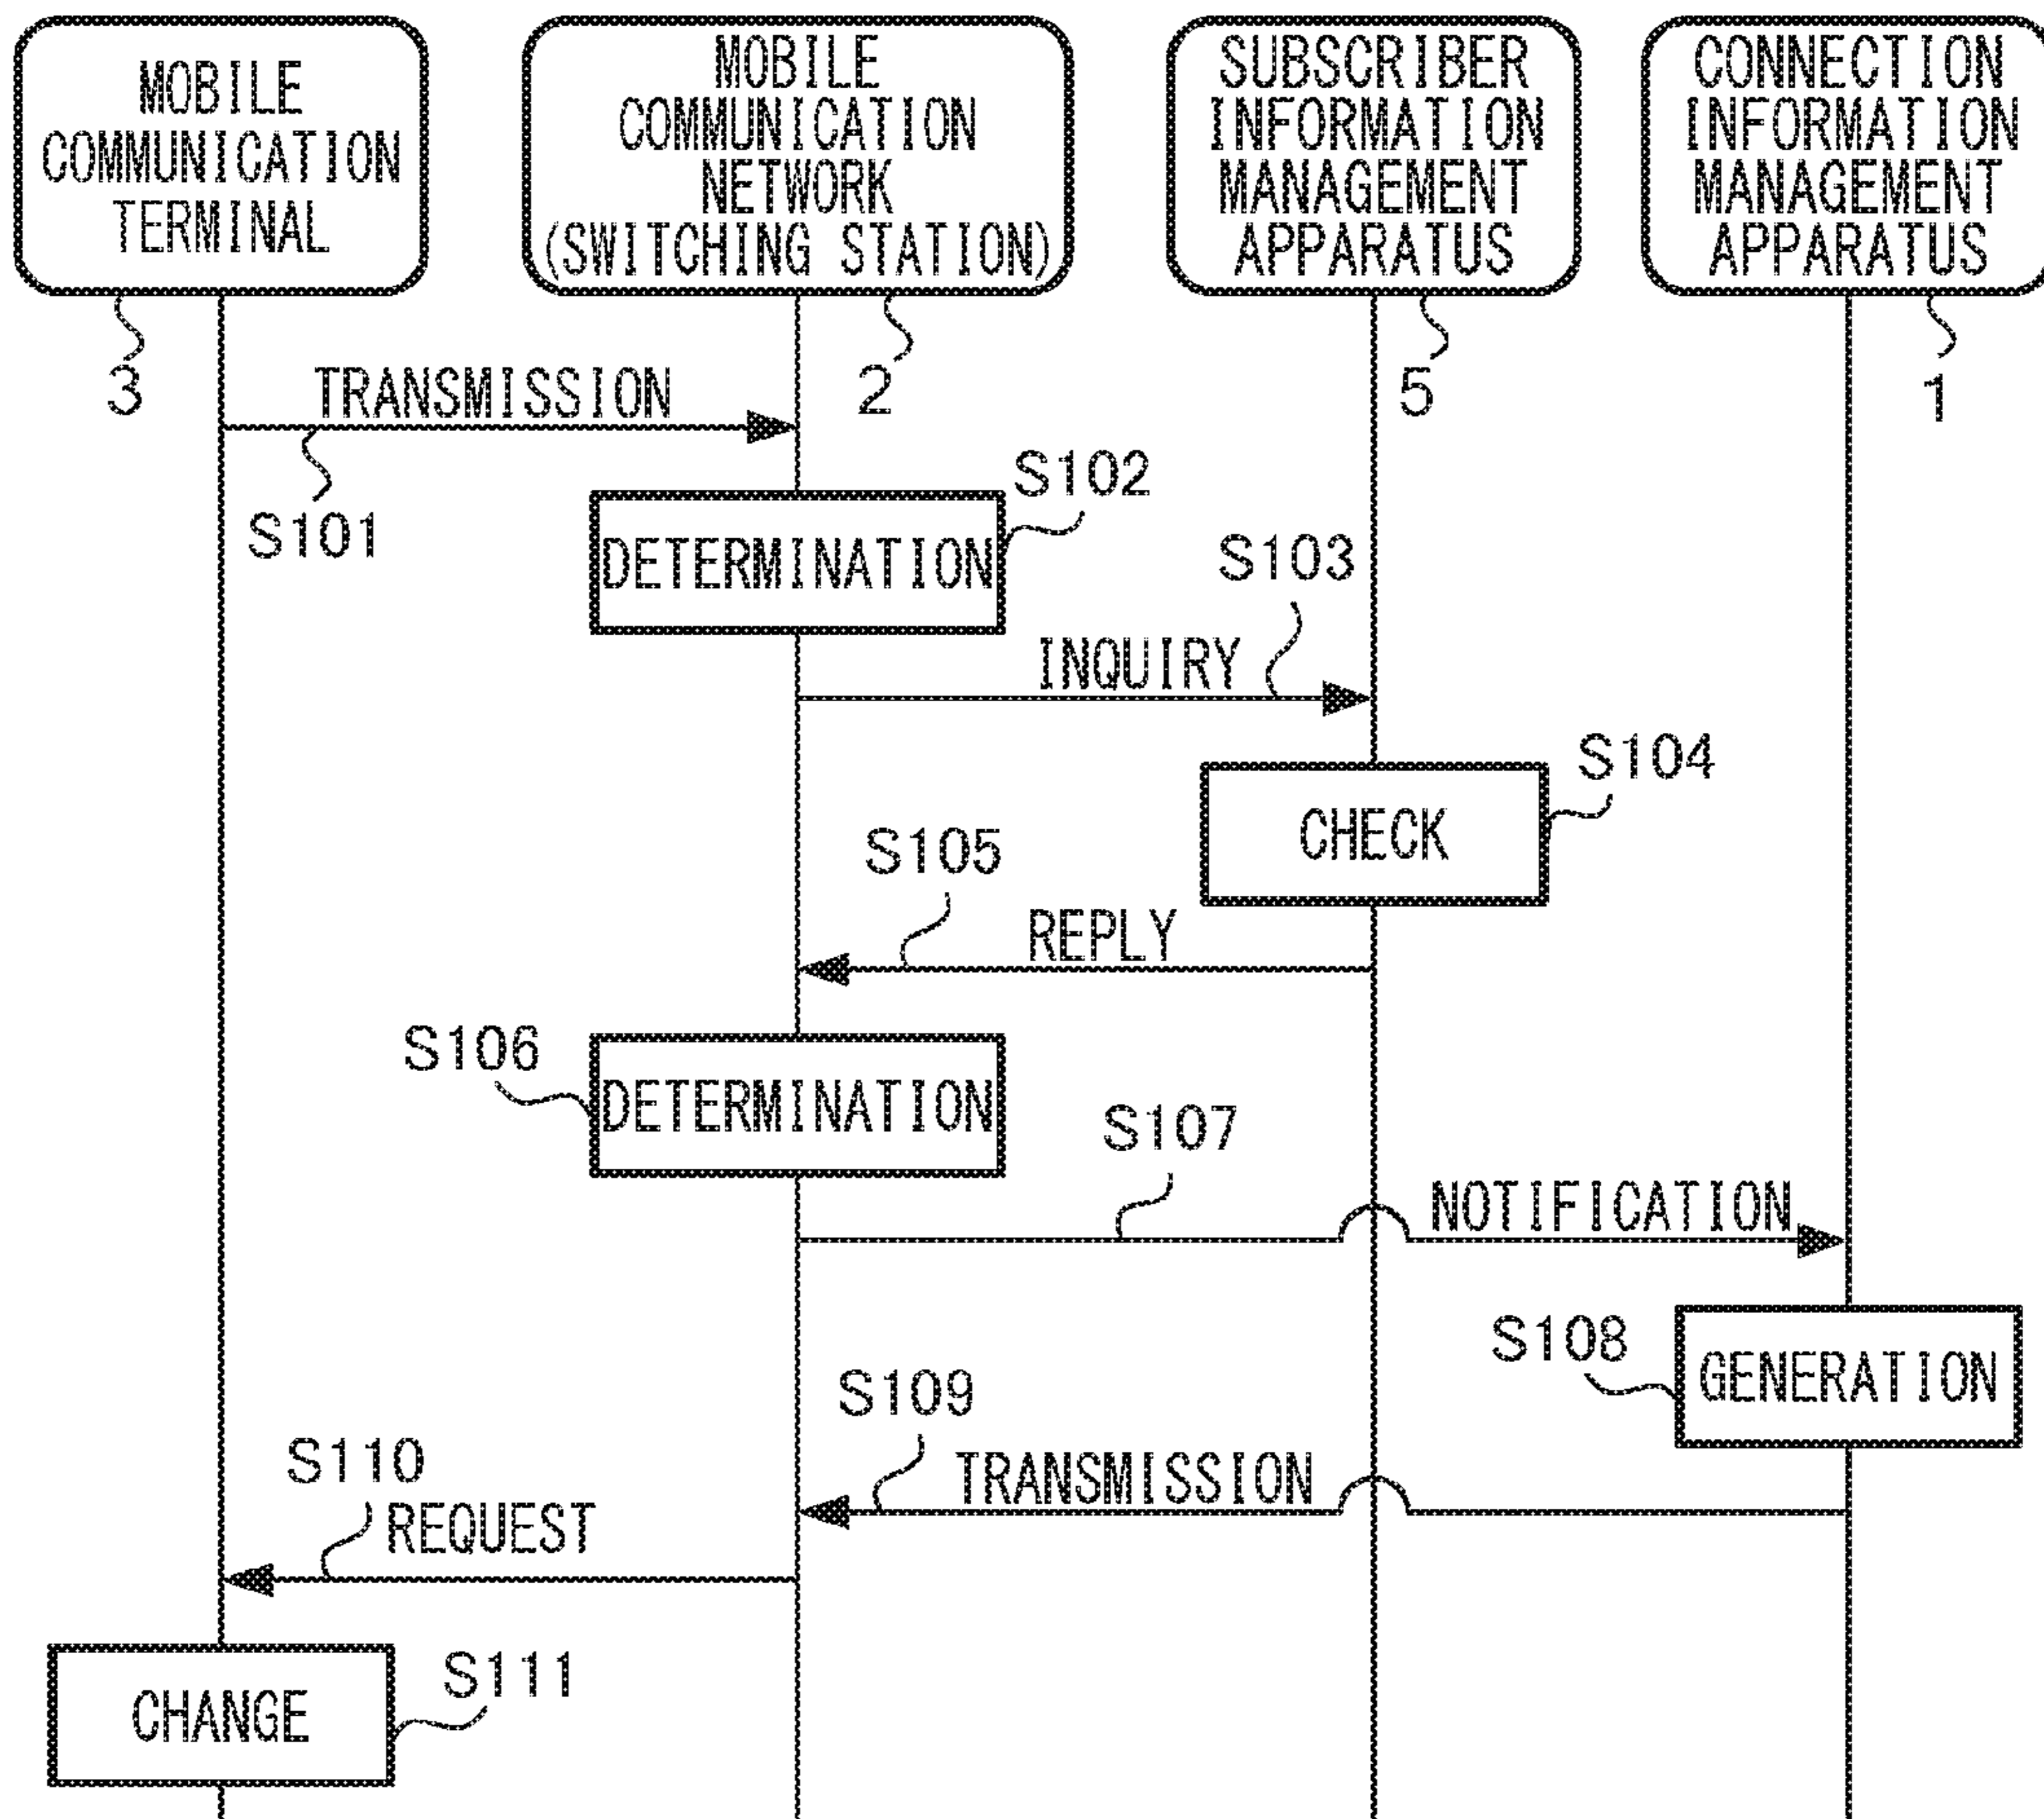 MOBILE
COMMUNICATION
TERMINAL
MOBILE
COMMUNICATION
NETWORK
(SWITCHING STATION)
SUBSCRIBER
INFORMATION
MANAGEMENT
APPARATUS
CONNECTION
INFORMATION
MANAGEMENT
APPARATUS
3
2
5
1
TRANSMISSION
S101
S102
DETERMINATION
S103
INQUIRY
S104
CHECK
S105
REPLY
S106
DETERMINATION
S107
NOTIFICATION
S108
GENERATION
S109
TRANSMISSION
S110
REQUEST
S111
CHANGE